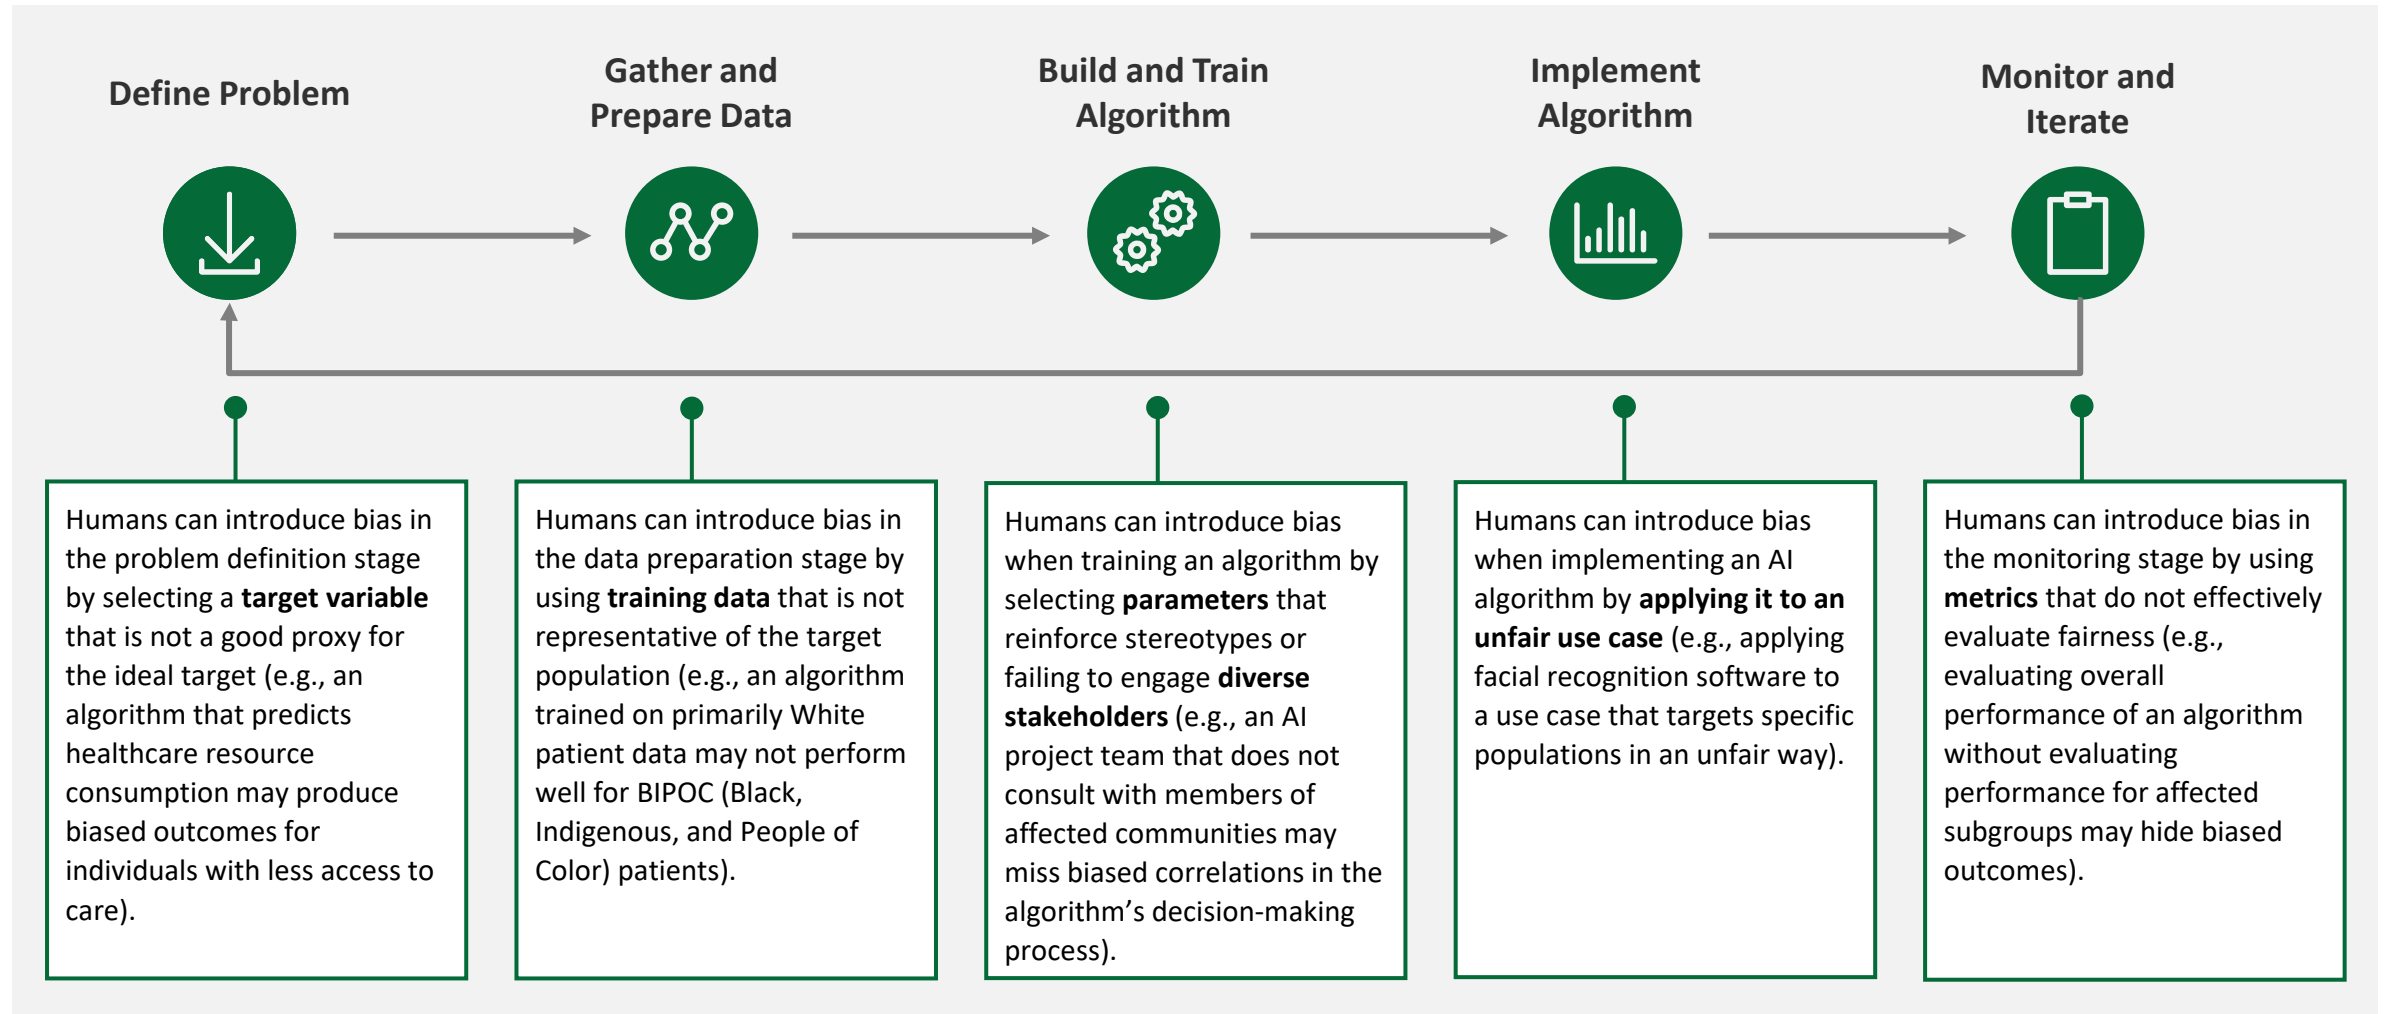 Define Problem
Gather and
Prepare Data
Build and Train
Algorithm
Implement
Algorithm
Monitor and
Iterate
Humans can introduce bias in
the problem definition stage
by selecting a target variable
that is not a good proxy for
the ideal target (e.g., an
algorithm that predicts
healthcare resource
consumption may produce
biased outcomes for
individuals with less access to
care).
Humans can introduce bias in
the data preparation stage by
using training data that is not
representative of the target
population (e.g., an algorithm
trained on primarily White
patient data may not perform
well for BIPOC (Black,
Indigenous, and People of
Color) patients).
Humans can introduce bias
when training an algorithm by
selecting parameters that
reinforce stereotypes or
failing to engage diverse
stakeholders (e.g., an AI
project team that does not
consult with members of
affected communities may
miss biased correlations in the
algorithm’s decision-making
process).
Humans can introduce bias
when implementing an AI
algorithm by applying it to an
unfair use case (e.g., applying
facial recognition software to
a use case that targets specific
populations in an unfair way).
Humans can introduce bias in
the monitoring stage by using
metrics that do not effectively
evaluate fairness (e.g.,
evaluating overall
performance of an algorithm
without evaluating
performance for affected
subgroups may hide biased
outcomes).